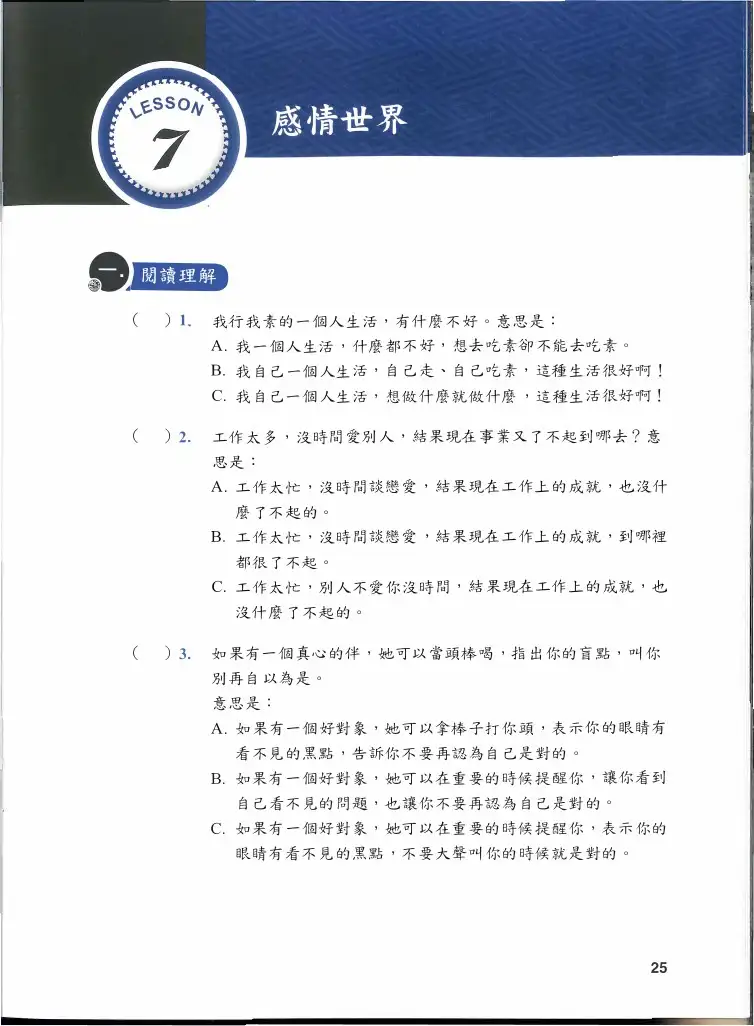 LESSON
7
感情世界
一.
閱讀理解
（　）1. 我行我素的一個人生活，有什麼不好。意思是：
A. 我一個人生活，什麼都不好，想去吃素卻不能去吃素。
B. 我自己一個人生活，自己走、自己吃素，這種生活很好啊！
C. 我自己一個人生活，想做什麼就做什麼，這種生活很好啊！
（　）2. 工作太多，沒時間愛別人，結果現在事業又了不起到哪去？意
思是：
A. 工作太忙，沒時間談戀愛，結果現在工作上的成就，也沒什
麼了不起的。
B. 工作太忙，沒時間談戀愛，結果現在工作上的成就，到哪裡
都很了不起。
C. 工作太忙，別人不愛你沒時間，結果現在工作上的成就，也
沒什麼了不起的。
（　）3. 如果有一個真心的伴，她可以當頭棒喝，指出你的盲點，叫你
別再自以為是。
意思是：
A. 如果有一個好對象，她可以拿棒子打你頭，表示你的眼睛有
看不見的黑點，告訴你不要再認為自己是對的。
B. 如果有一個好對象，她可以在重要的時候提醒你，讓你看到
自己看不見的問題，也讓你不要再認為自己是對的。
C. 如果有一個好對象，她可以在重要的時候提醒你，表示你的
眼睛有看不見的黑點，不要大聲叫你的時候就是對的。
25